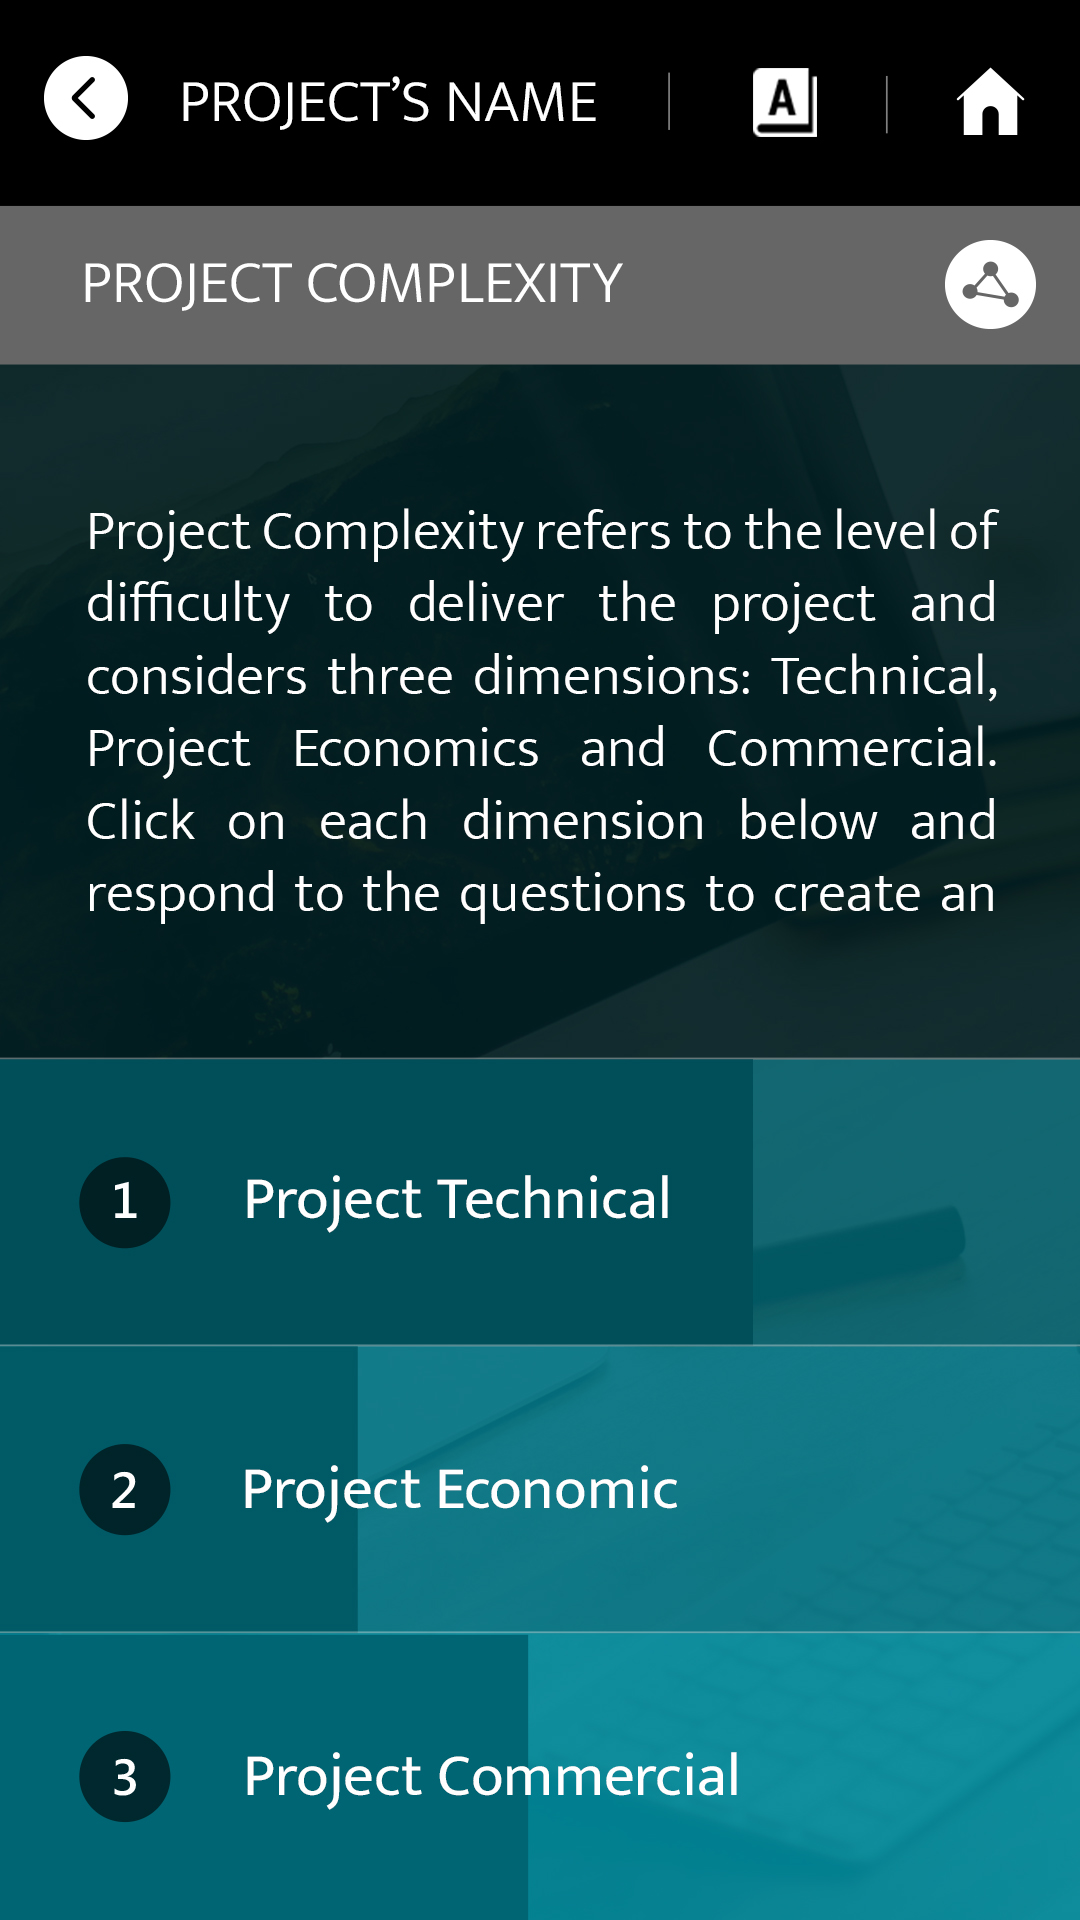 PROJECT’S NAME
A
PROJECT COMPLEXITY
Project Complexity refers to the level of
difficulty to deliver the project and
considers three dimensions: Technical,
Project Economics and Commercial.
Click on each dimension below and
respond to the questions to create an
1 Project Technical
2 Project Economic
3 Project Commercial